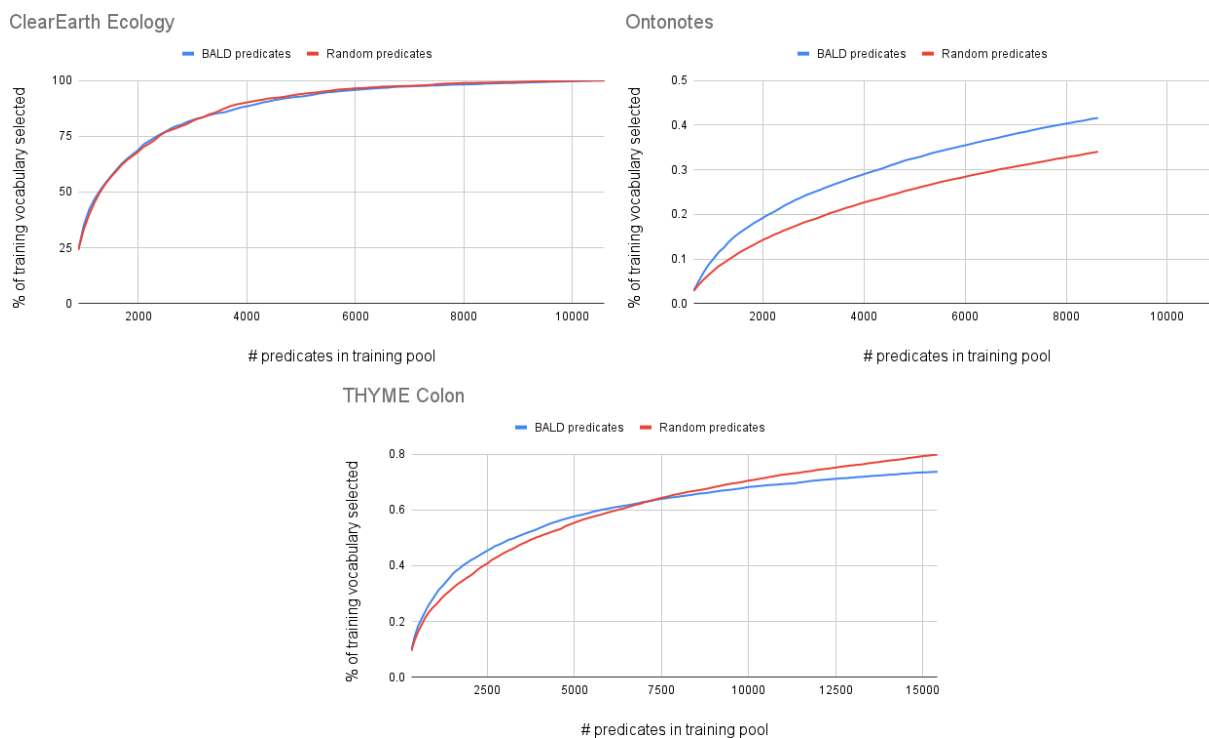 ClearEarth Ecology
BALD predicates Random predicates
% of training vocabulary selected
100
75
50
25
0
2000 4000 6000 8000 10000
# predicates in training pool
Ontonotes
BALD predicates Random predicates
% of training vocabulary selected
0.5
0.4
0.3
0.2
0.1
0.0
2000 4000 6000 8000 10000
# predicates in training pool
THYME Colon
BALD predicates Random predicates
% of training vocabulary selected
0.8
0.6
0.4
0.2
0.0
2500 5000 7500 10000 12500 15000
# predicates in training pool